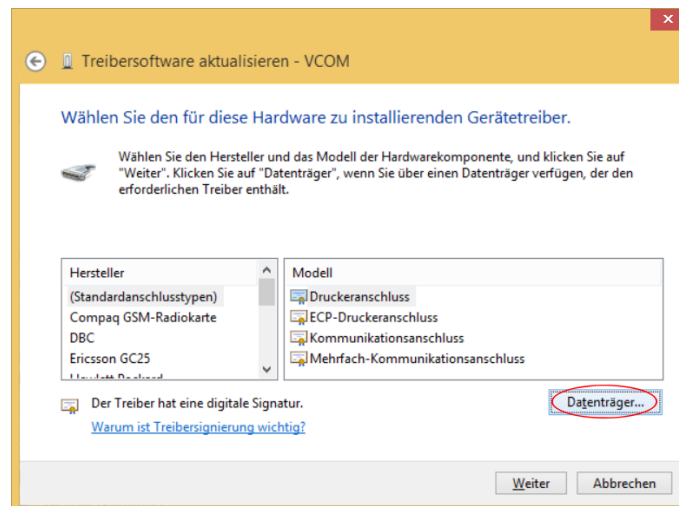 Treibersoftware aktualisieren - VCOM
Wählen Sie den für diese Hardware zu installierenden Gerätetreiber.
Wählen Sie den Hersteller und das Modell der Hardwarekomponente, und klicken Sie auf
"Weiter". Klicken Sie auf "Datenträger", wenn Sie über einen Datenträger verfügen, der den
erforderlichen Treiber enthält.
Hersteller
(Standardanschlusstypen)
Compaq GSM-Radiokarte
DBC
Ericsson GC25
Modell
Druckeranschluss
ECP-Druckeranschluss
Kommunikationsanschluss
Mehrfach-Kommunikationsanschluss
Der Treiber hat eine digitale Signatur.
Warum ist Treibersignierung wichtig?
Datenträger...
Weiter
Abbrechen